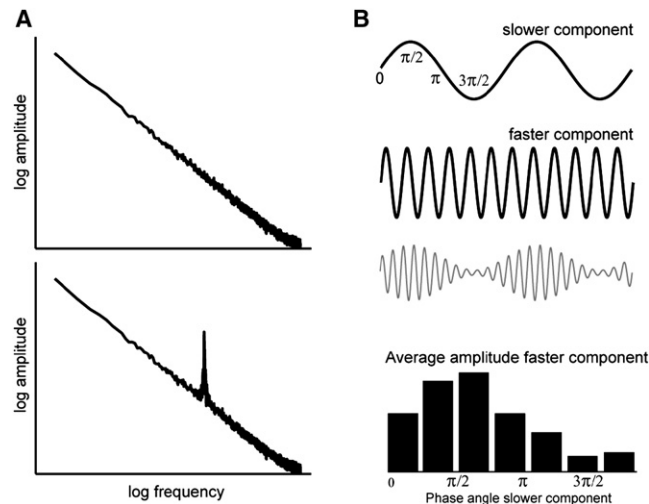 A
log amplitude
log amplitude
log frequency
B
slower component
0 π/2 π 3π/2
faster component
Average amplitude faster component
0 π/2 π 3π/2
Phase angle slower component